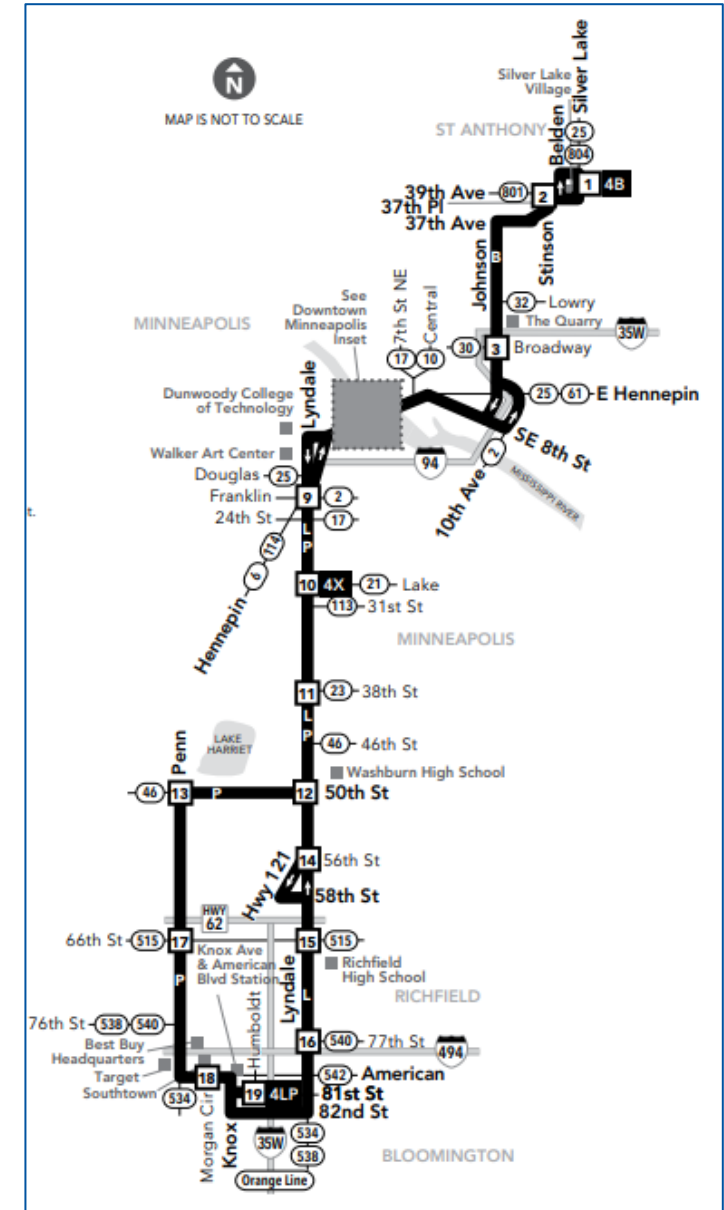 N
MAP IS NOT TO SCALE
Silver Lake
Village
Silver Lake
Belden
ST ANTHONY
25
804
39th Ave
801
2
1
4B
37th Pl
37th Ave
Stinson
Johnson
B
32
Lowry
The Quarry
35W
30
3
Broadway
See
Downtown
Minneapolis
Inset
7th St NE
Central
17
10
MINNEAPOLIS
25
61
E Hennepin
SE 8th St
2
10th Ave
MISSISSIPPI RIVER
94
Dunwoody College
of Technology
Lyndale
Walker Art Center
Douglas
25
Franklin
9
2
24th St
17
t.
L
P
114
6
Hennepin
10
4X
21
Lake
113
31st St
MINNEAPOLIS
11
23
38th St
L
P
46
46th St
LAKE
HARRIET
Washburn High School
Penn
46
13
P
12
50th St
14
56th St
Hwy 121
58th St
HWY
62
66th St
515
17
15
515
Knox Ave
& American
Blvd Station
Richfield
High School
P
Lyndale
L
RICHFIELD
Humboldt
76th St
538
540
16
540
77th St
494
Best Buy
Headquarters
Target
Southtown
18
542
American
534
19
4LP
81st St
82nd St
Morgan Cir
Knox
35W
534
538
Orange Line
BLOOMINGTON